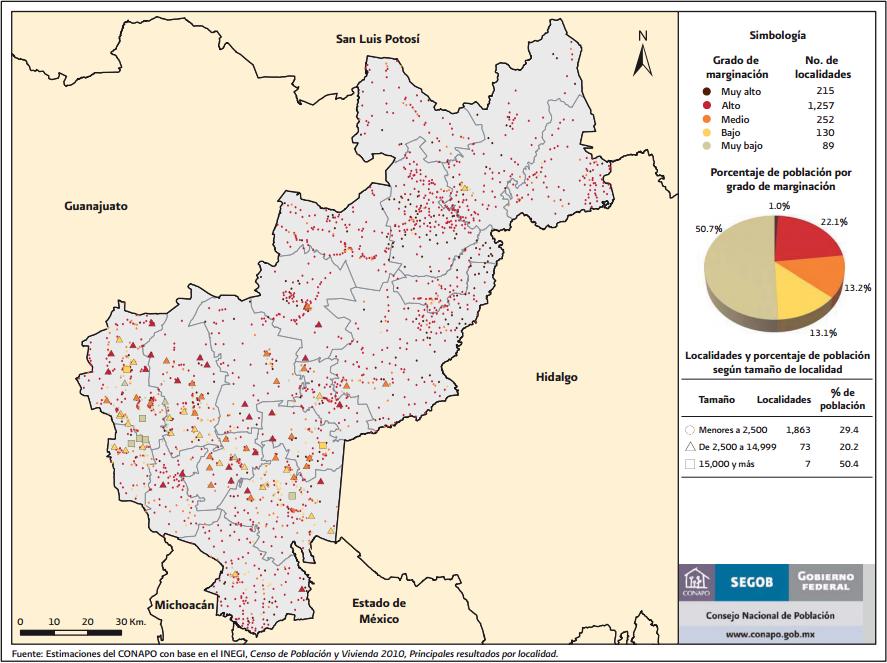 San Luis Potosí
N
Guanajuato
Hidalgo
Michoacán
Estado de
México
0 10 20 30 Km.
Simbología
Grado de marginación No. de localidades
Muy alto 215
Alto 1,257
Medio 252
Bajo 130
Muy bajo 89
Porcentaje de población por
grado de marginación
1.0%
50.7%
22.1%
13.2%
13.1%
Localidades y porcentaje de población
según tamaño de localidad
Tamaño Localidades % de población
Menores a 2,500 1,863 29.4
De 2,500 a 14,999 73 20.2
15,000 y más 7 50.4
CONAPO
SEGOB
GOBIERNO
FEDERAL
Consejo Nacional de Población
www.conapo.gob.mx
Fuente: Estimaciones del CONAPO con base en el INEGI, Censo de Población y Vivienda 2010, Principales resultados por localidad.